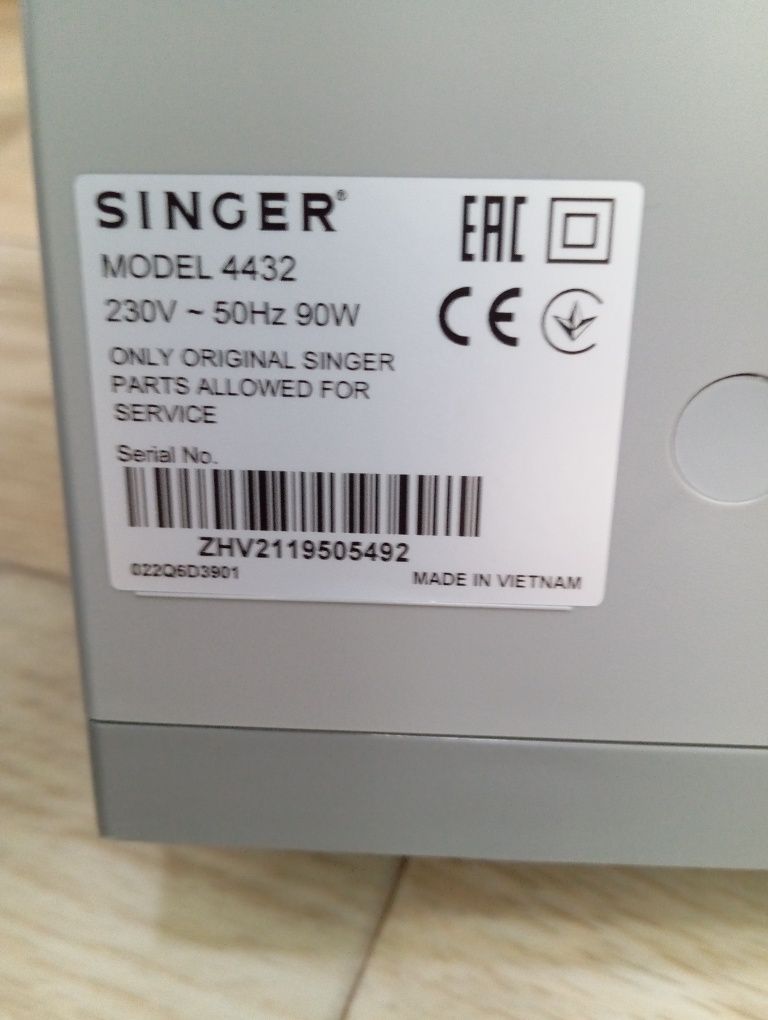 SINGER®
EAC
MODEL 4432
230V ~ 50Hz 90W
CE
ONLY ORIGINAL SINGER
PARTS ALLOWED FOR
SERVICE
Serial No.
ZHV2119505492
022Q6D3901
MADE IN VIETNAM